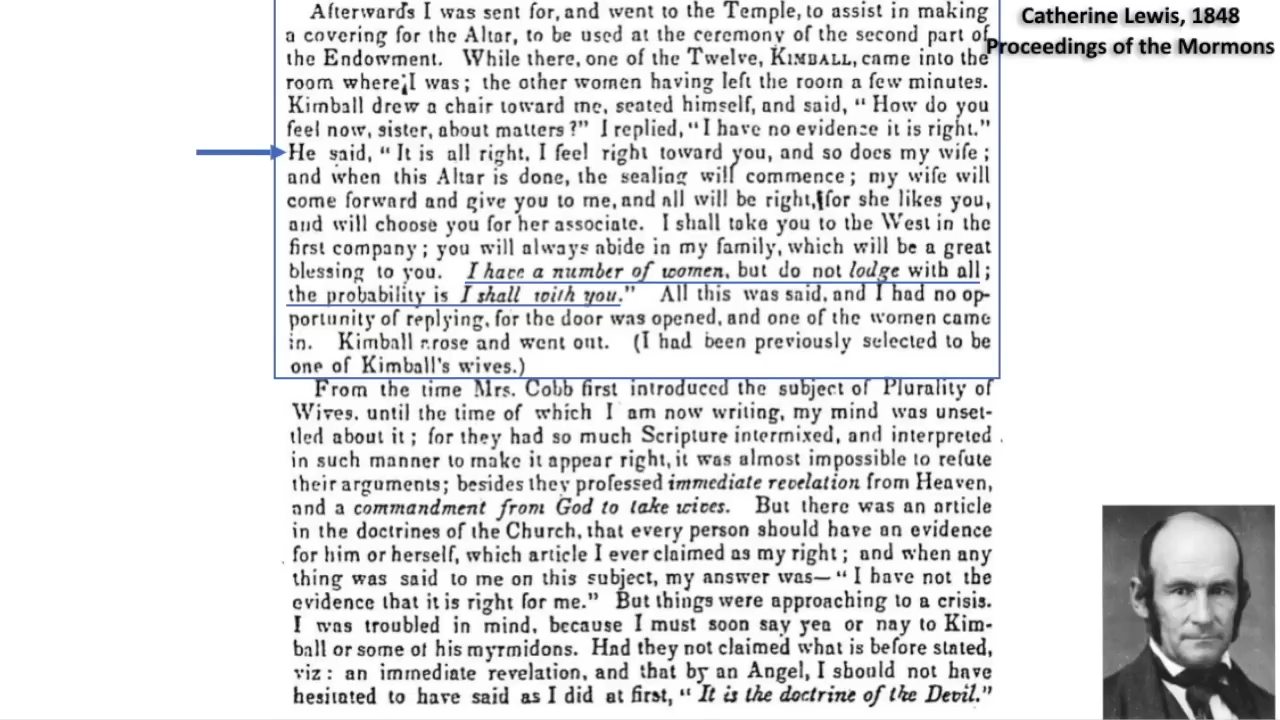 Catherine Lewis, 1848
Proceedings of the Mormons
Afterwards I was sent for, and went to the Temple, to assist in making
a covering for the Altar, to be used at the ceremony of the second part of
the Endowment. While there, one of the Twelve, KIMBALL, came into the
room where I was; the other women having left the room a few minutes.
Kimball drew a chair toward me, seated himself, and said, "How do you
feel now, sister, about matters?" I replied, "I have no evidence it is right."
He said, "It is all right, I feel right toward you, and so does my wife;
and when this Altar is done, the sealing will commence; my wife will
come forward and give you to me, and all will be right, for she likes you,
and will choose you for her associate. I shall take you to the West in the
first company; you will always abide in my family, which will be a great
blessing to you. I have a number of women, but do not lodge with all;
the probability is I shall with you." All this was said, and I had no op-
portunity of replying, for the door was opened, and one of the women came
in. Kimball arose and went out. (I had been previously selected to be
one of Kimball's wives.)
From the time Mrs. Cobb first introduced the subject of Plurality of
Wives, until the time of which I am now writing, my mind was unset-
tled about it; for they had so much Scripture intermixed, and interpreted
in such manner to make it appear right, it was almost impossible to refute
their arguments; besides they professed immediate revelation from Heaven,
and a commandment from God to take wives. But there was an article
in the doctrines of the Church, that every person should have an evidence
for him or herself, which article I ever claimed as my right; and when any
thing was said to me on this subject, my answer was—"I have not the
evidence that it is right for me." But things were approaching to a crisis.
I was troubled in mind, because I must soon say yea or nay to Kim-
ball or some of his myrmidons. Had they not claimed what is before stated,
viz: an immediate revelation, and that by an Angel, I should not have
hesitated to have said as I did at first, "It is the doctrine of the Devil."